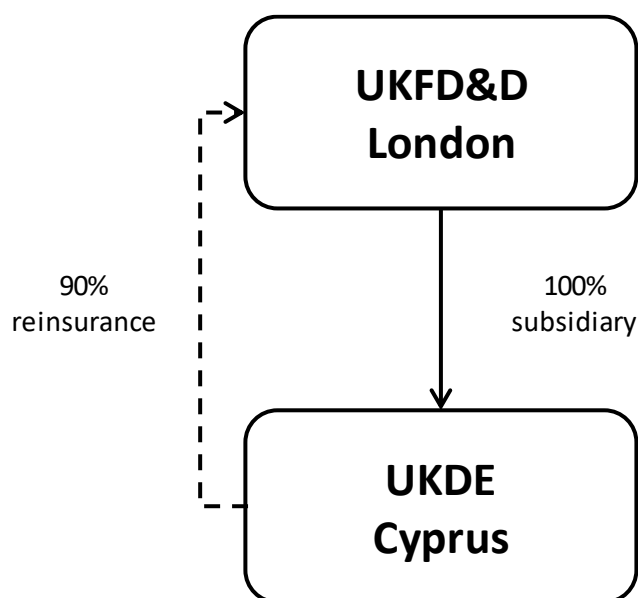 UKFD&D
London
90%
reinsurance
100%
subsidiary
UKDE
Cyprus